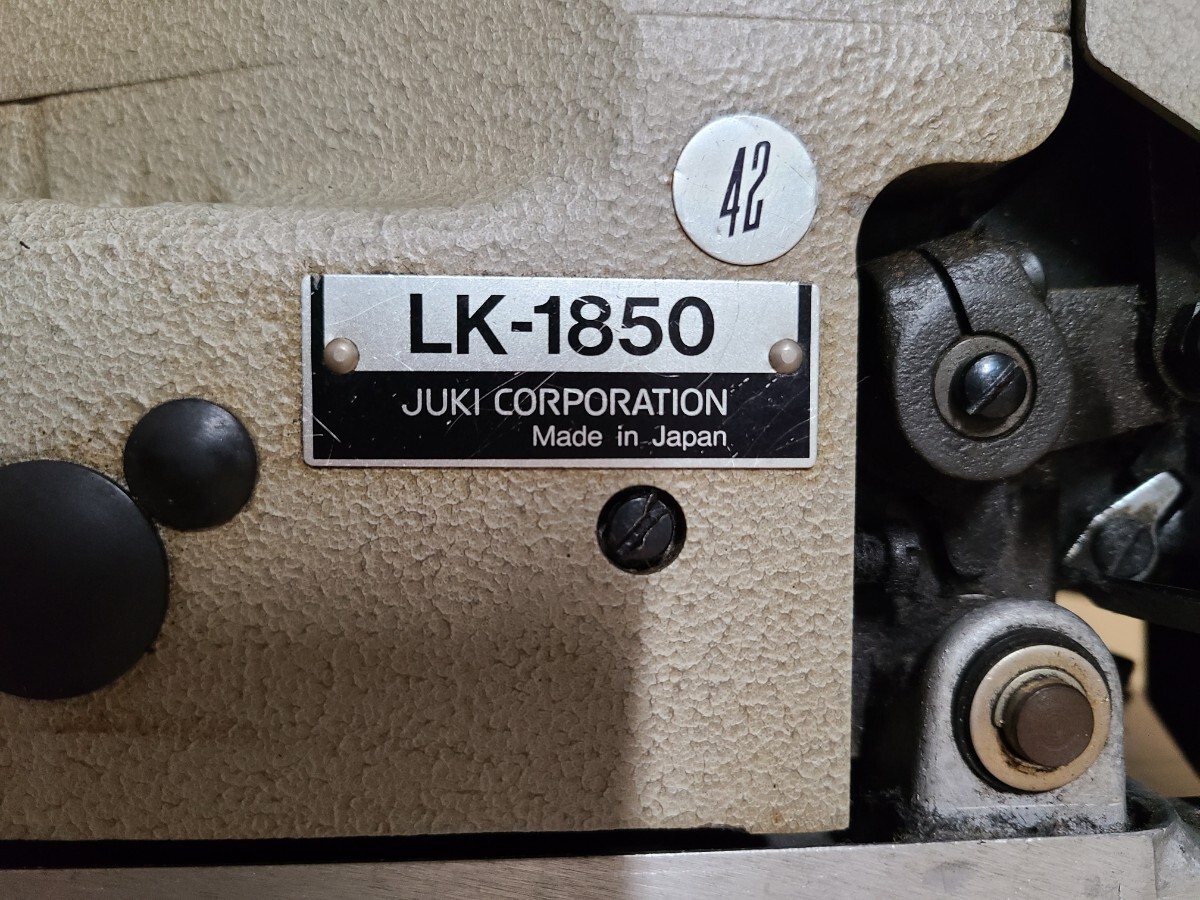 42
LK-1850
JUKI CORPORATION
Made in Japan